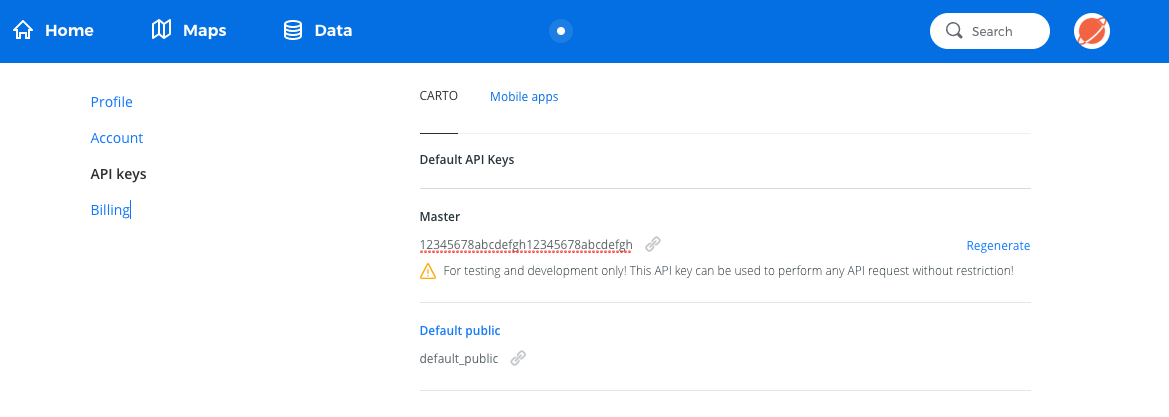 Home Maps Data Search
Profile
Account
API keys
Billing
CARTO Mobile apps
Default API Keys
Master
12345678abcdefgh12345678abcdefgh Regenerate
For testing and development only! This API key can be used to perform any API request without restriction!
Default public
default_public